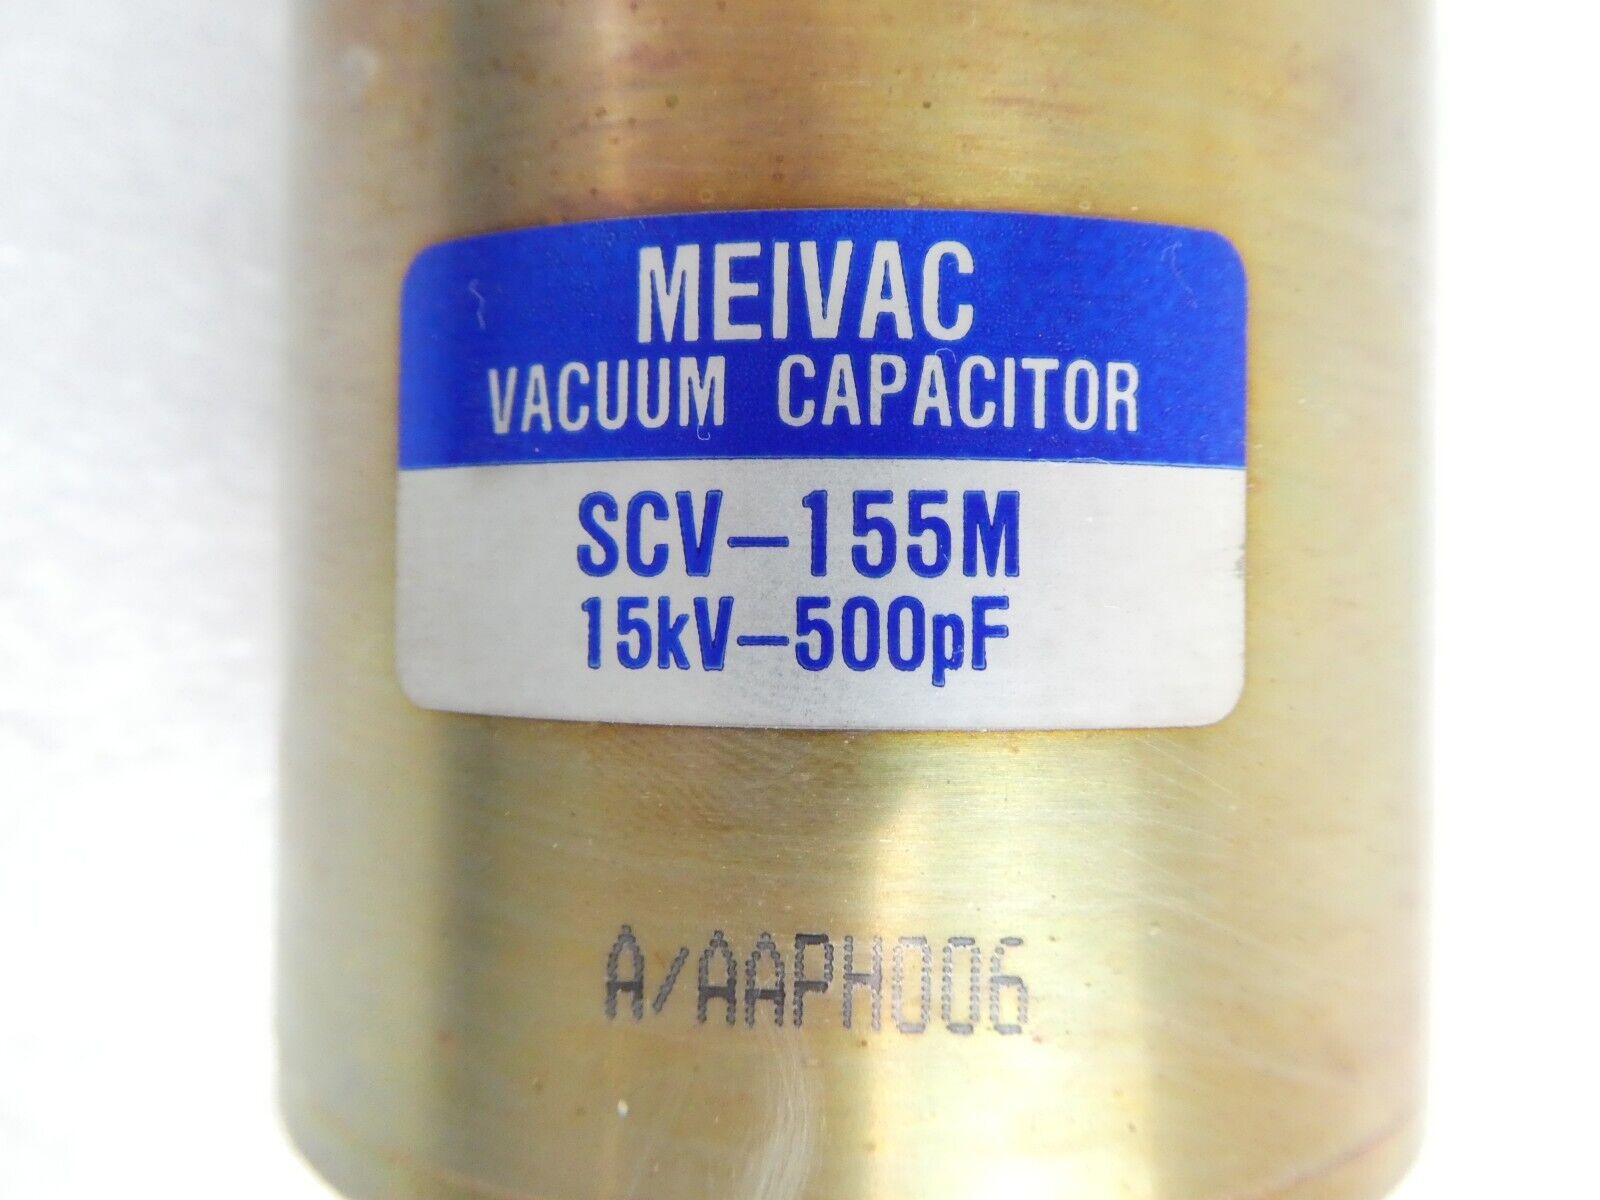 MEIVAC
VACUUM CAPACITOR
SCV-155M
15kV-500pF
A/AAPH006